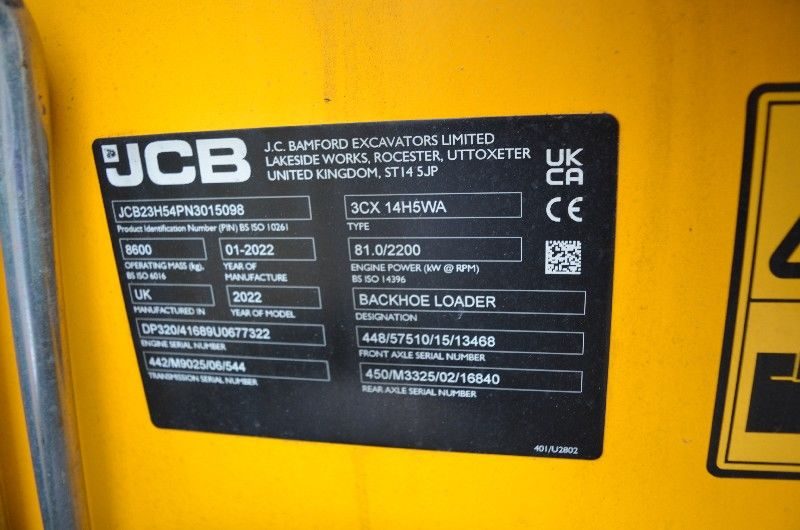 JCB
J.C. BAMFORD EXCAVATORS LIMITED
LAKESIDE WORKS, ROCESTER, UTTOXETER
UNITED KINGDOM, ST14 5JP
UK
CA
CE
JCB23H54PN3015098
Product Identification Number (PIN) BS ISO 10261
3CX 14H5WA
TYPE
8600
OPERATING MASS (kg),
BS ISO 6016
01-2022
YEAR OF
MANUFACTURE
81.0/2200
ENGINE POWER (kW @ RPM)
BS ISO 14396
UK
MANUFACTURED IN
2022
YEAR OF MODEL
BACKHOE LOADER
DESIGNATION
DP320/41689U0677322
ENGINE SERIAL NUMBER
448/57510/15/13468
FRONT AXLE SERIAL NUMBER
442/M9025/06/544
TRANSMISSION SERIAL NUMBER
450/M3325/02/16840
REAR AXLE SERIAL NUMBER
401/U2802